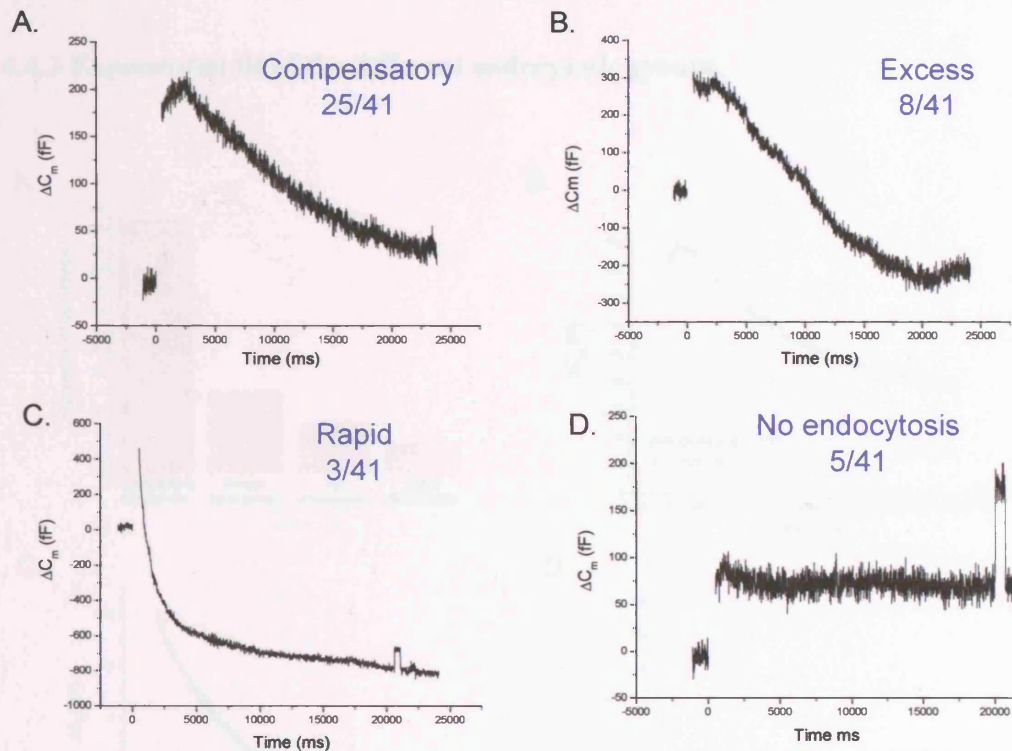 A.
Compensatory
25/41
ΔCm (fF)
250
200
150
100
50
0
-50
-5000 0 5000 10000 15000 20000 25000
Time (ms)
B.
Excess
8/41
ΔCm (fF)
400
300
200
100
0
-100
-200
-300
-5000 0 5000 10000 15000 20000 25000
Time (ms)
C.
Rapid
3/41
ΔCm (fF)
600
400
200
0
-200
-400
-600
-800
-1000
0 5000 10000 15000 20000 25000
Time (ms)
D.
No endocytosis
5/41
ΔCm (fF)
250
200
150
100
50
0
-50
-5000 0 5000 10000 15000 20000
Time ms